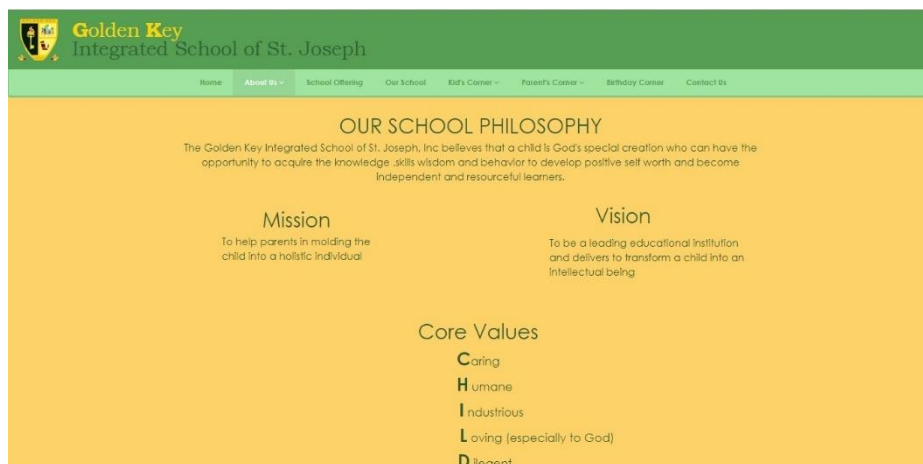 Golden Key
Integrated School of St. Joseph
Home About Us School Offering Our School Kid's Corner Parent's Corner Birthday Corner Contact Us
OUR SCHOOL PHILOSOPHY
The Golden Key Integrated School of St. Joseph, Inc believes that a child is God's special creation who can have the
opportunity to acquire the knowledge ,skills wisdom and behavior to develop positive self worth and become
independent and resourceful learners.
Mission
To help parents in molding the
child into a holistic individual
Vision
To be a leading educational institution
and delivers to transform a child into an
intellectual being
Core Values
Caring
H umane
I ndustrious
L oving (especially to God)
D iligent